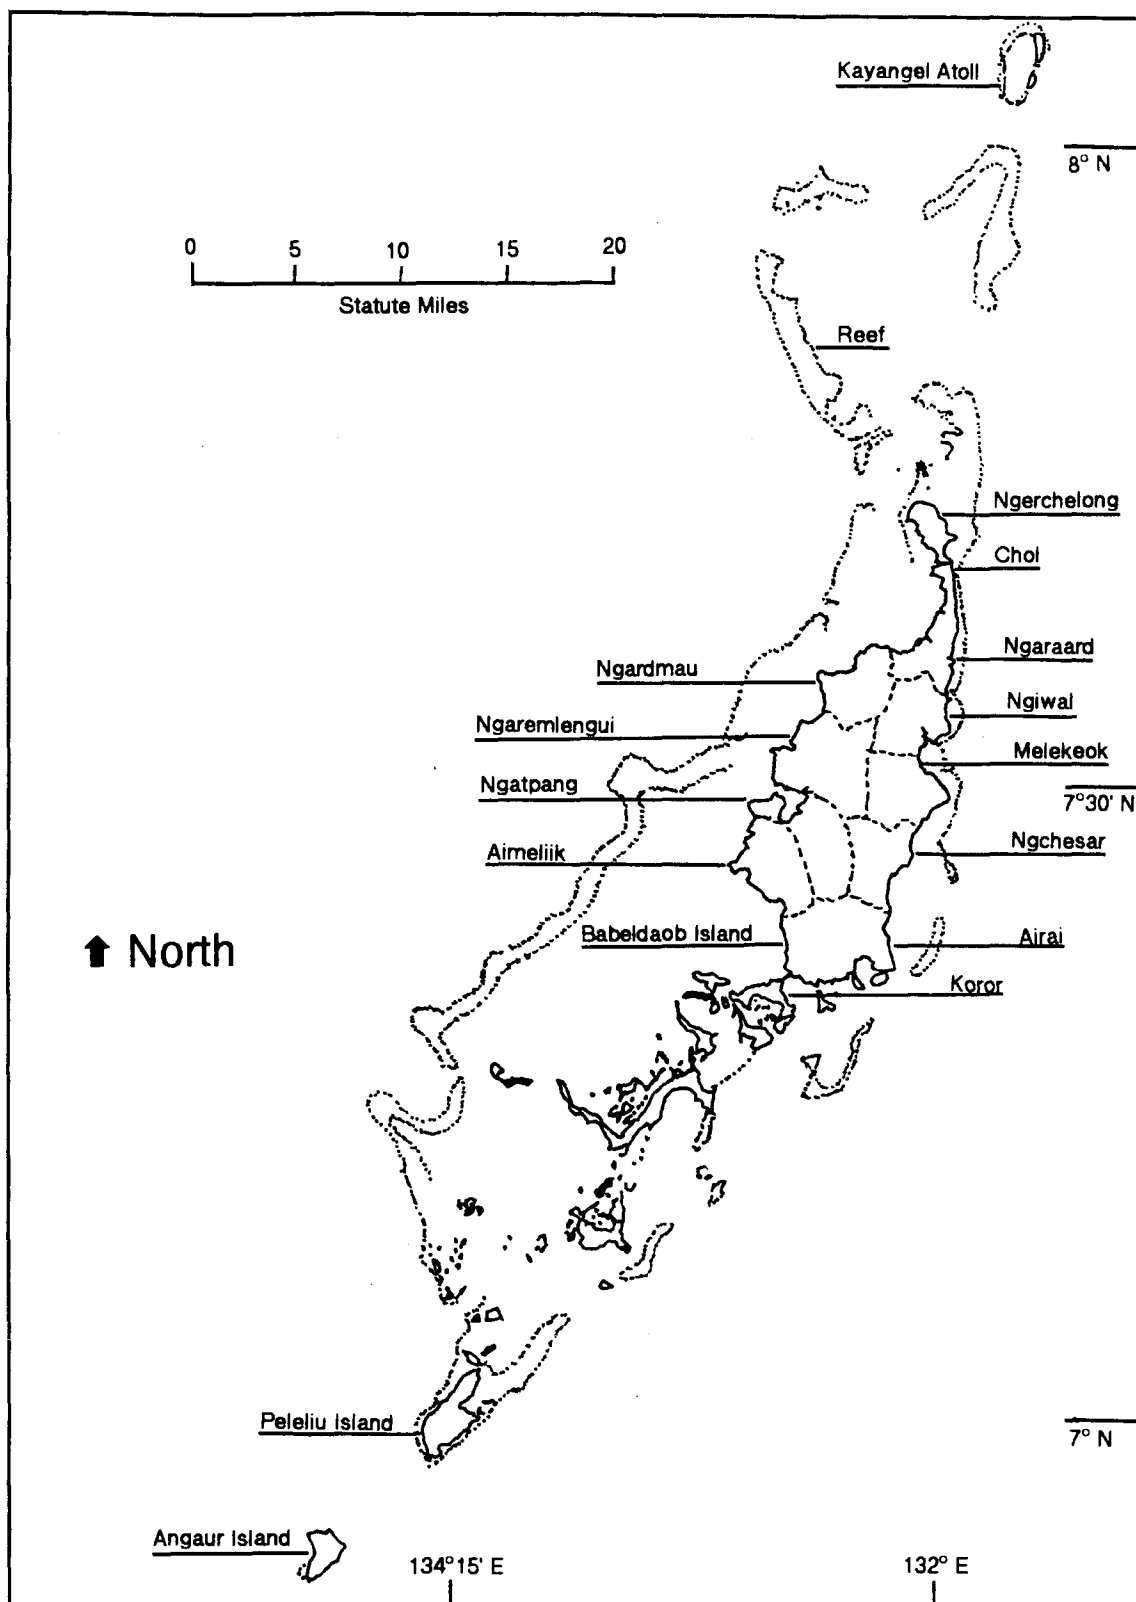 Kayangel Atoll
8° N
0 5 10 15 20
Statute Miles
Reef
Ngerchelong
Chol
Ngaraard
Ngardmau
Ngiwal
Ngaremlengui
Melekeok
Ngatpang
7°30' N
Ngchesar
Aimeliik
Babeldaob Island
Airai
North
Koror
Peleliu Island
7° N
Angaur Island
134°15' E
132° E